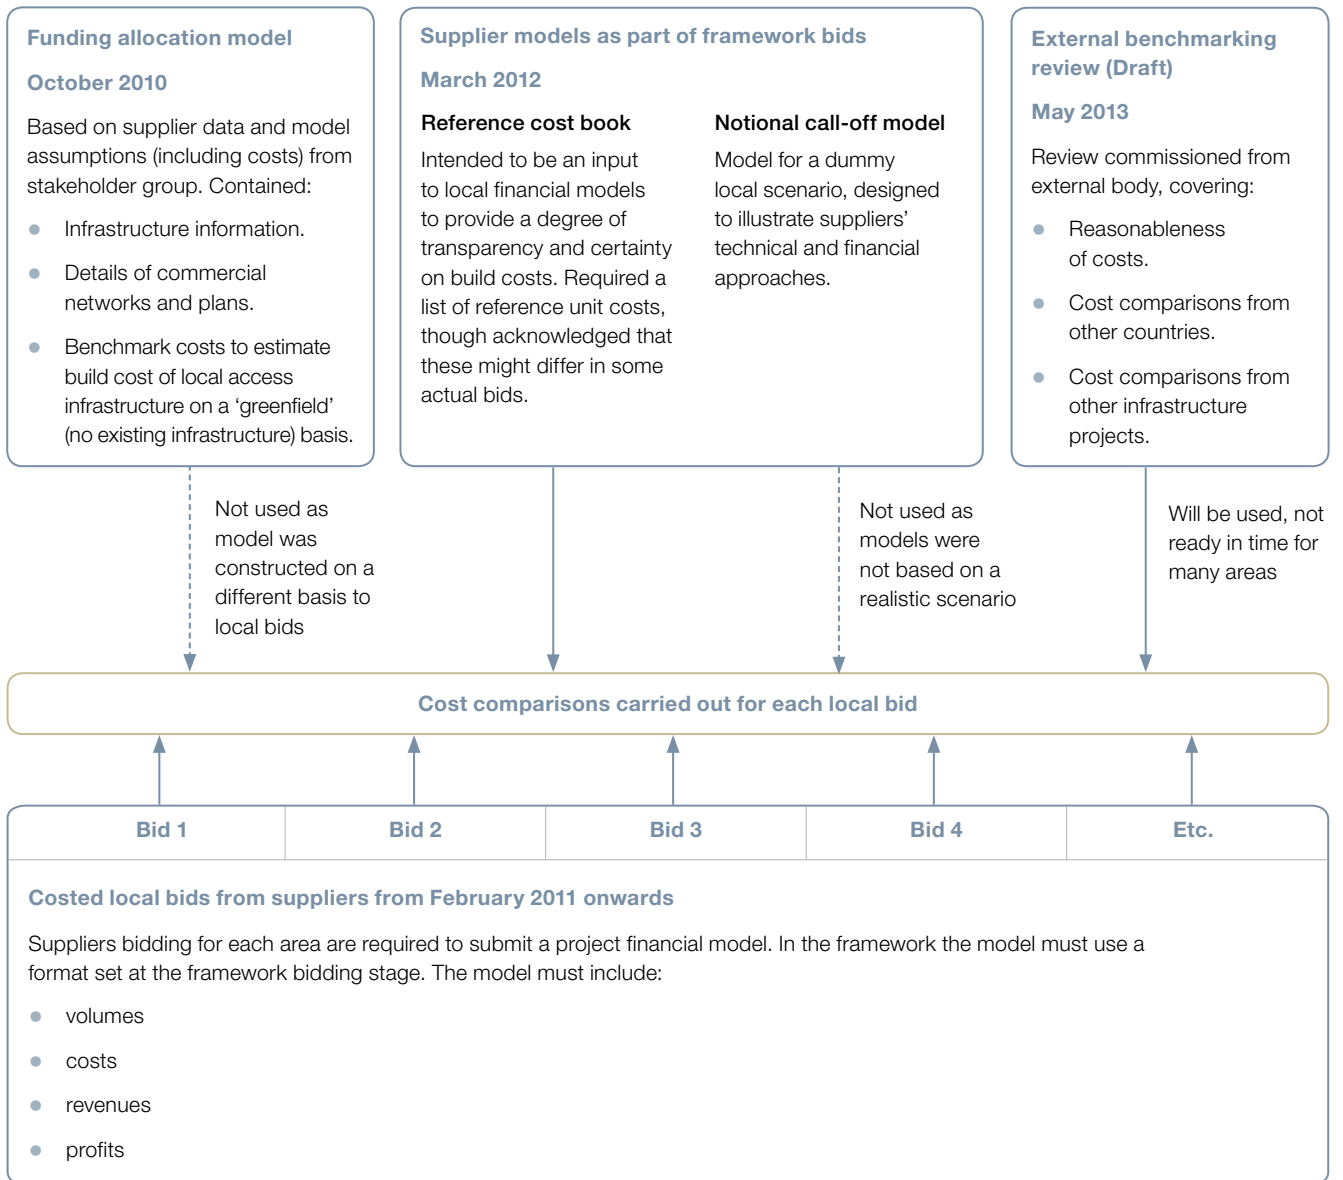 Funding allocation model
October 2010
Based on supplier data and model
assumptions (including costs) from
stakeholder group. Contained:
Infrastructure information.
Details of commercial
networks and plans.
Benchmark costs to estimate
build cost of local access
infrastructure on a ‘greenfield’
(no existing infrastructure) basis.
Supplier models as part of framework bids
March 2012
Reference cost book
Intended to be an input
to local financial models
to provide a degree of
transparency and certainty
on build costs. Required a
list of reference unit costs,
though acknowledged that
these might differ in some
actual bids.
Notional call-off model
Model for a dummy
local scenario, designed
to illustrate suppliers’
technical and financial
approaches.
External benchmarking
review (Draft)
May 2013
Review commissioned from
external body, covering:
Reasonableness
of costs.
Cost comparisons from
other countries.
Cost comparisons from
other infrastructure
projects.
Not used as
model was
constructed on a
different basis to
local bids
Not used as
models were
not based on a
realistic scenario
Will be used, not
ready in time for
many areas
Cost comparisons carried out for each local bid
Bid 1
Bid 2
Bid 3
Bid 4
Etc.
Costed local bids from suppliers from February 2011 onwards
Suppliers bidding for each area are required to submit a project financial model. In the framework the model must use a
format set at the framework bidding stage. The model must include:
volumes
costs
revenues
profits